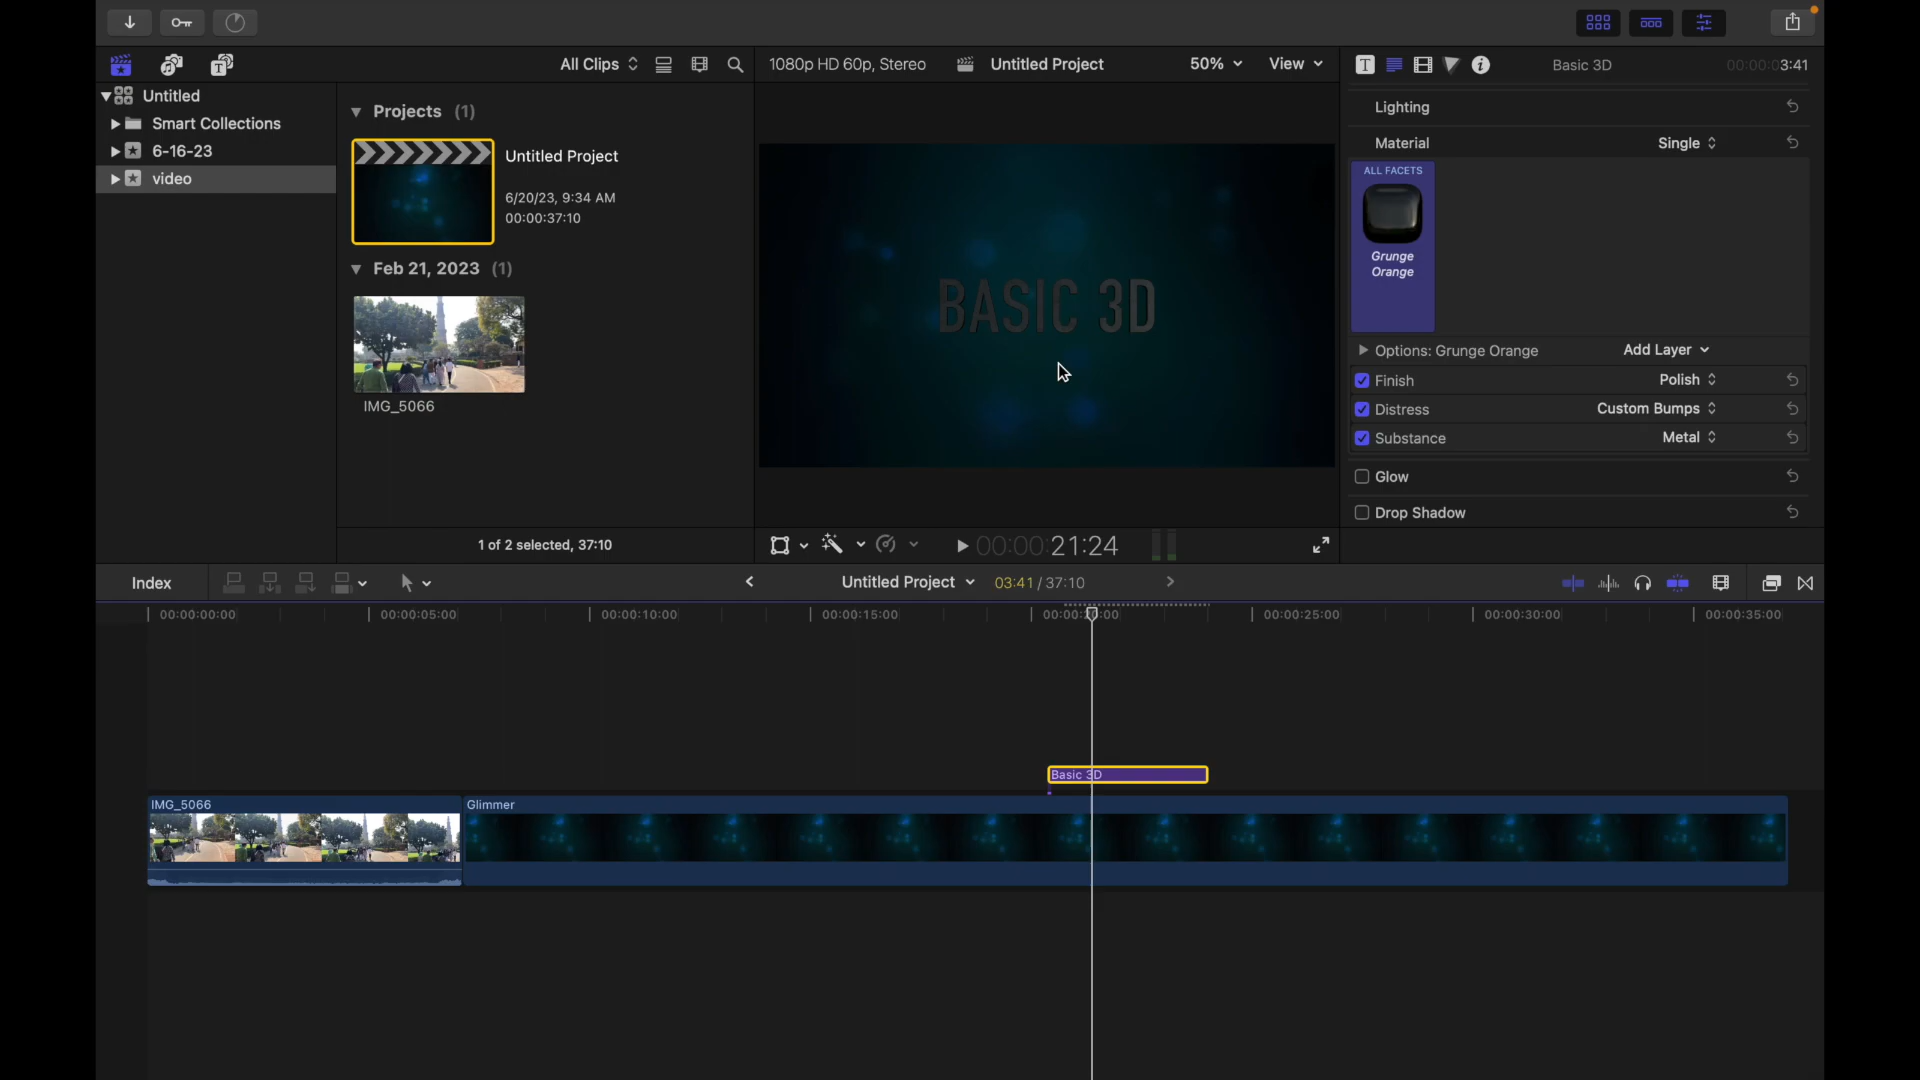 All Clips
1080p HD 60p, Stereo
Untitled Project
50%
View
T
Basic 3D
00:00:03:41
Untitled
Smart Collections
6-16-23
video
Projects (1)
Untitled Project
6/20/23, 9:34 AM
00:00:37:10
Feb 21, 2023 (1)
IMG_5066
1 of 2 selected, 37:10
BASIC 3D
00:00:21:24
Lighting
Material
Single
ALL FACETS
Grunge
Orange
Options: Grunge Orange
Add Layer
Finish
Polish
Distress
Custom Bumps
Substance
Metal
Glow
Drop Shadow
Index
Untitled Project
03:41 / 37:10
00:00:00:00
00:00:05:00
00:00:10:00
00:00:15:00
00:00:20:00
00:00:25:00
00:00:30:00
00:00:35:00
Basic 3D
IMG_5066
Glimmer